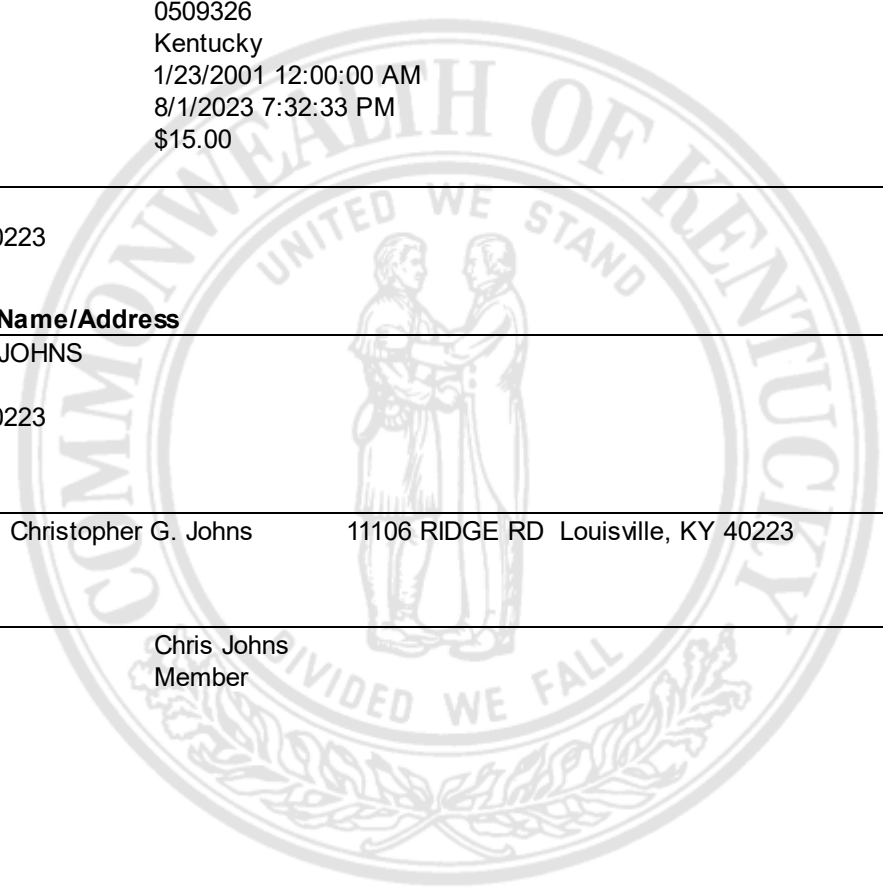 0509326
Kentucky
1/23/2001 12:00:00 AM
8/1/2023 7:32:33 PM
$15.00
0223
Name/Address
JOHNS
0223
Christopher G. Johns 11106 RIDGE RD Louisville, KY 40223
Chris Johns
Member
COMMONWEALTH OF KENTUCKY
UNITED WE STAND
DIVIDED WE FALL